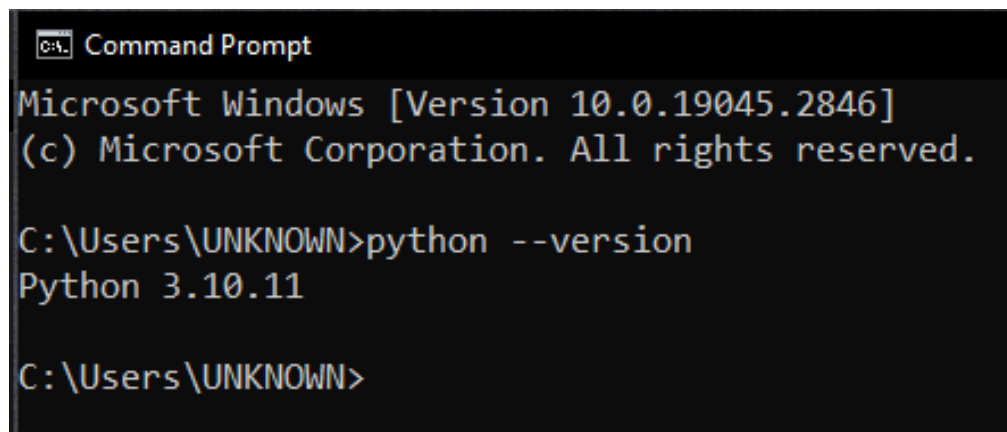 C:\. Command Prompt
Microsoft Windows [Version 10.0.19045.2846]
(c) Microsoft Corporation. All rights reserved.
C:\Users\UNKNOWN>python --version
Python 3.10.11
C:\Users\UNKNOWN>